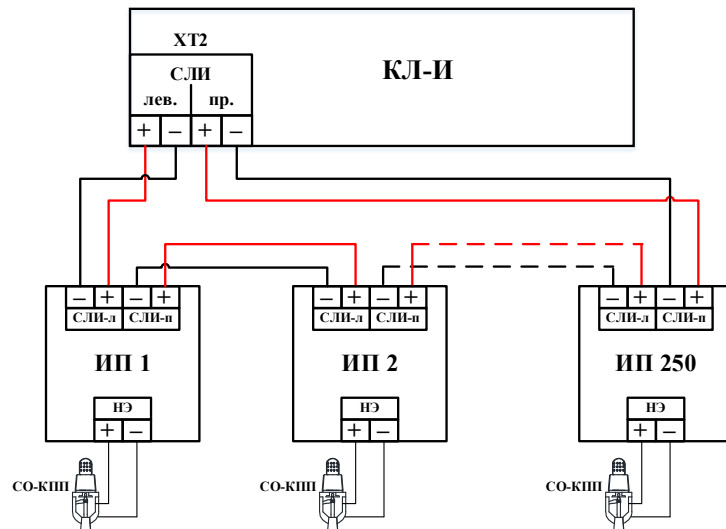 ХТ2
КЛ-И
СЛИ
лев. пр.
+ – + –
– + – + – + – + – + – +
СЛИ-л СЛИ-п СЛИ-л СЛИ-п СЛИ-л СЛИ-п
ИП 1 ИП 2 ИП 250
НЭ НЭ НЭ
+ – + – + –
СО-КПП СО-КПП СО-КПП